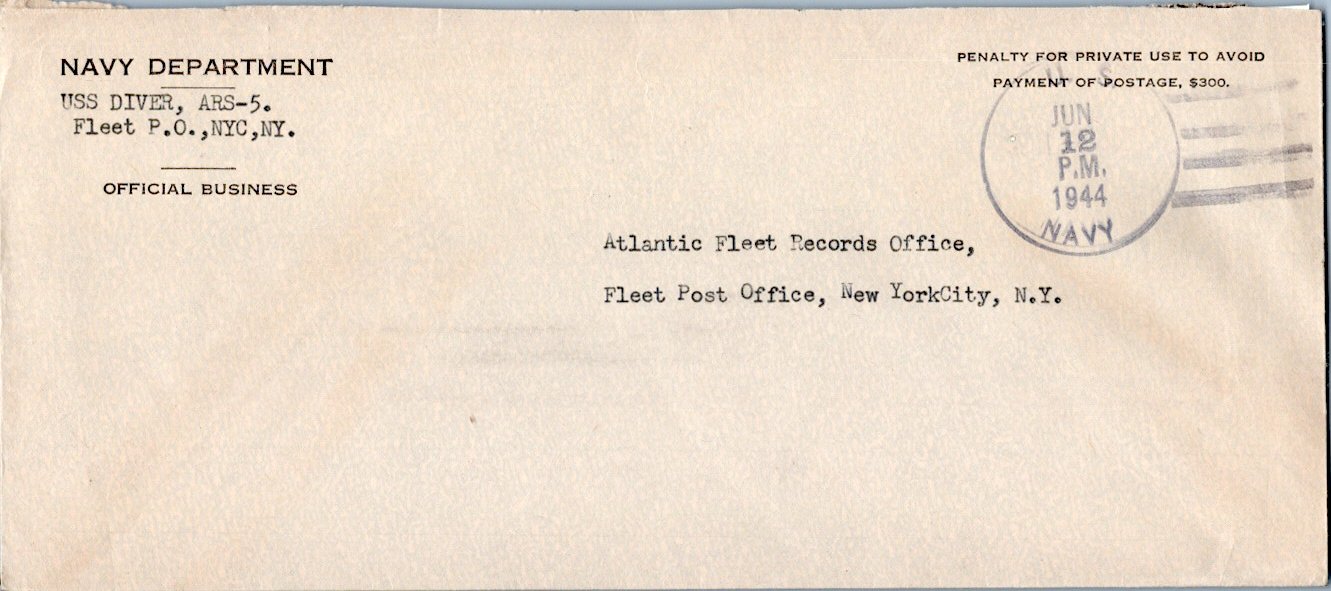 NAVY DEPARTMENT
USS DIVER, ARS-5.
Fleet P.O.,NYC,NY.
OFFICIAL BUSINESS
PENALTY FOR PRIVATE USE TO AVOID
PAYMENT OF POSTAGE, $300.
U. S.
JUN
12
P.M.
1944
NAVY
Atlantic Fleet Records Office,
Fleet Post Office, New YorkCity, N.Y.